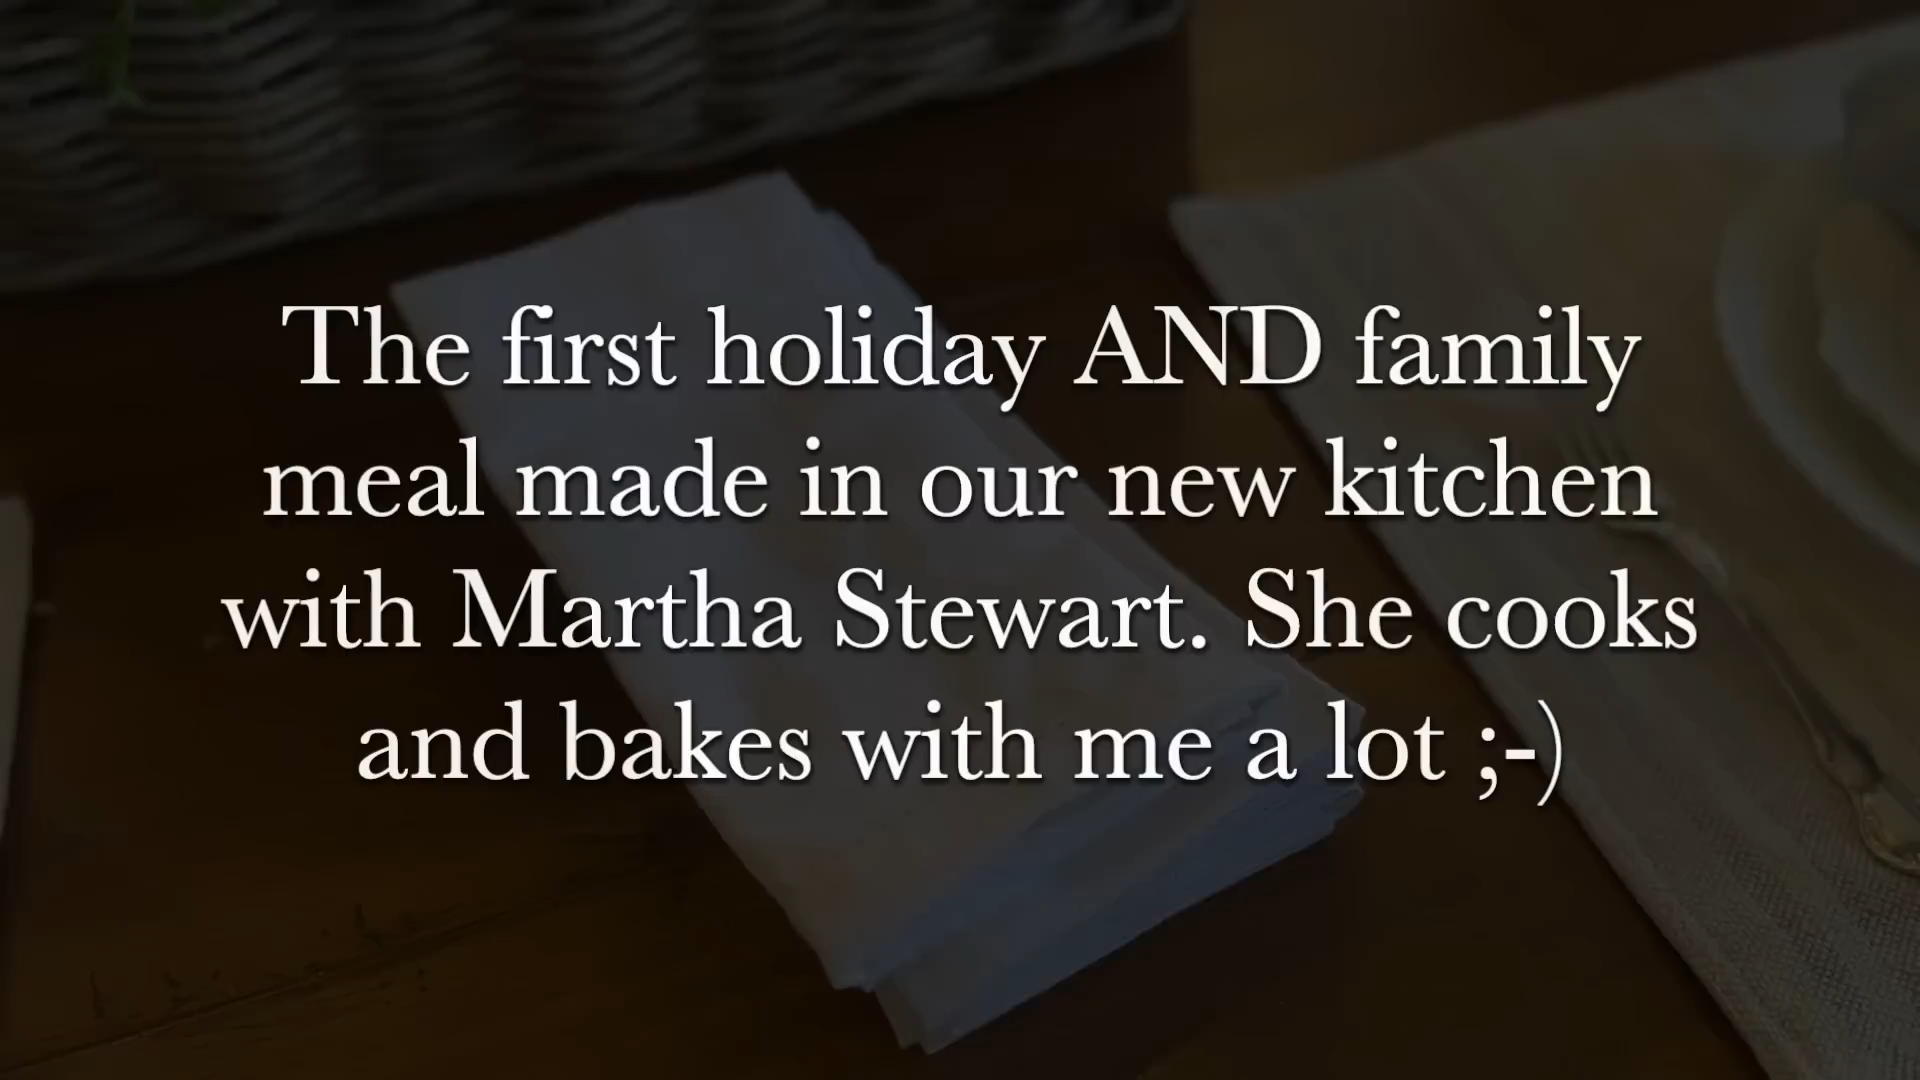 The first holiday AND family
meal made in our new kitchen
with Martha Stewart. She cooks
and bakes with me a lot ;-)